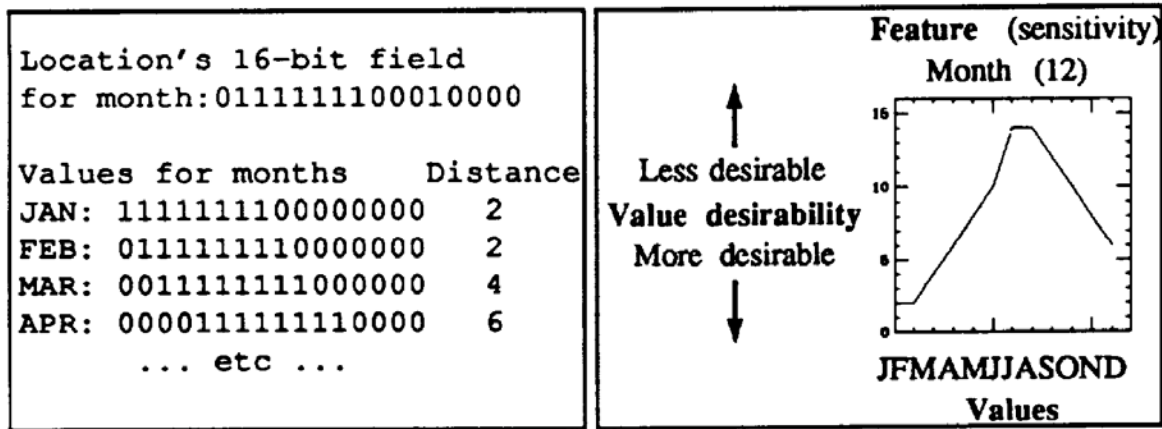 Location's 16-bit field
for month:0111111100010000
Values for months Distance
JAN: 1111111100000000 2
FEB: 0111111110000000 2
MAR: 0011111111000000 4
APR: 0000111111110000 6
... etc ...
Less desirable
Value desirability
More desirable
Feature (sensitivity)
Month (12)
15
10
5
0
JFMAMJJASOND
Values